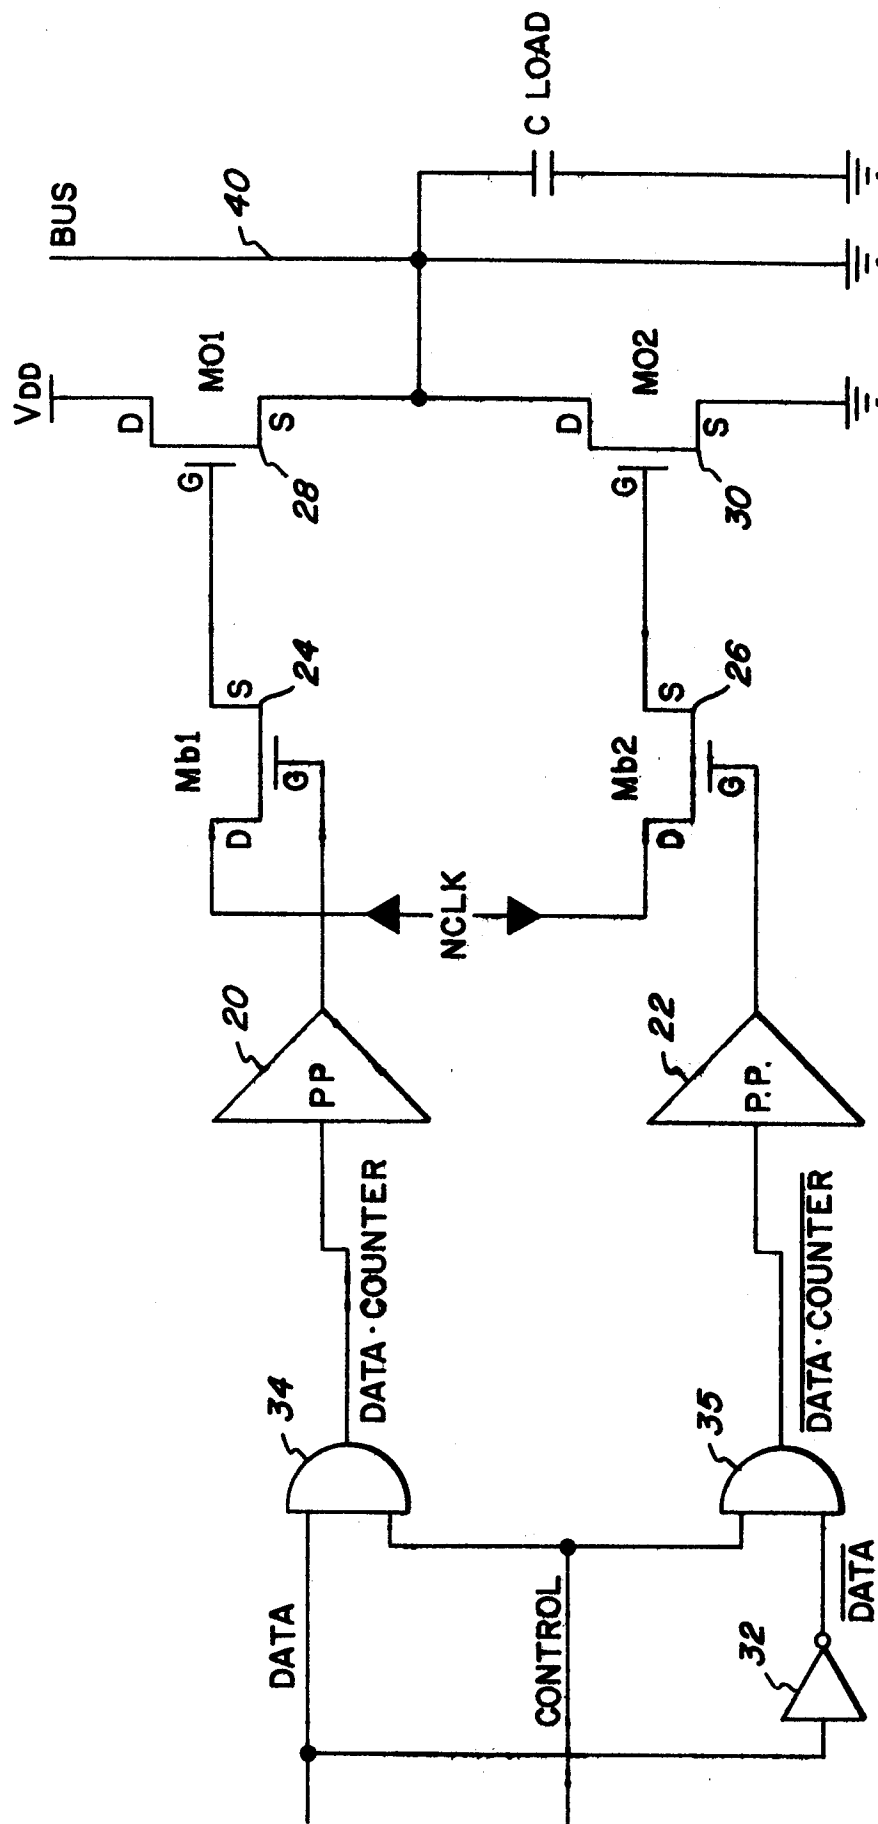 DATA
CONTROL
DATA
32
34
35
DATA·COUNTER
DATA·COUNTER
PP
20
P.P.
22
NCLK
Mb1
D
G
S
24
Mb2
D
G
S
26
VDD
D
G
S
MO1
28
D
G
S
MO2
30
BUS
40
C LOAD